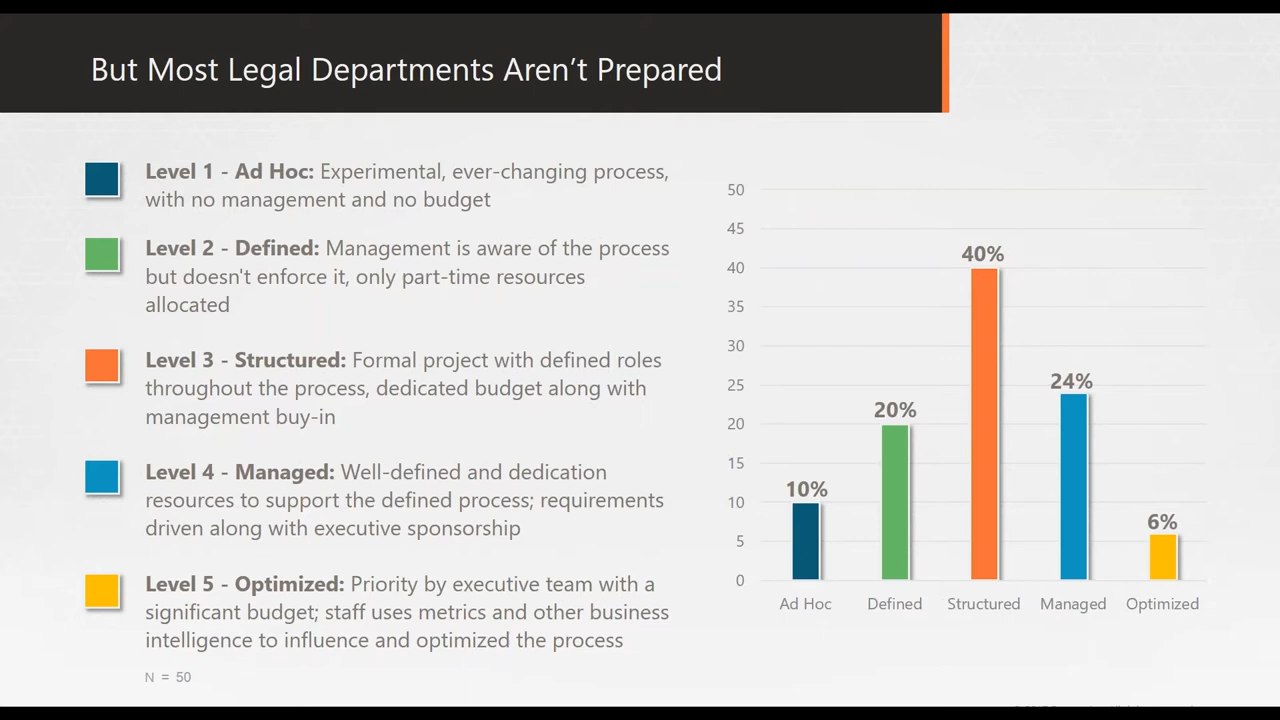 But Most Legal Departments Aren’t Prepared
Level 1 - Ad Hoc: Experimental, ever-changing process,
with no management and no budget
Level 2 - Defined: Management is aware of the process
but doesn't enforce it, only part-time resources
allocated
Level 3 - Structured: Formal project with defined roles
throughout the process, dedicated budget along with
management buy-in
Level 4 - Managed: Well-defined and dedication
resources to support the defined process; requirements
driven along with executive sponsorship
Level 5 - Optimized: Priority by executive team with a
significant budget; staff uses metrics and other business
intelligence to influence and optimized the process
N = 50
50
45
40
35
30
25
20
15
10
5
0
10%
20%
40%
24%
6%
Ad Hoc Defined Structured Managed Optimized